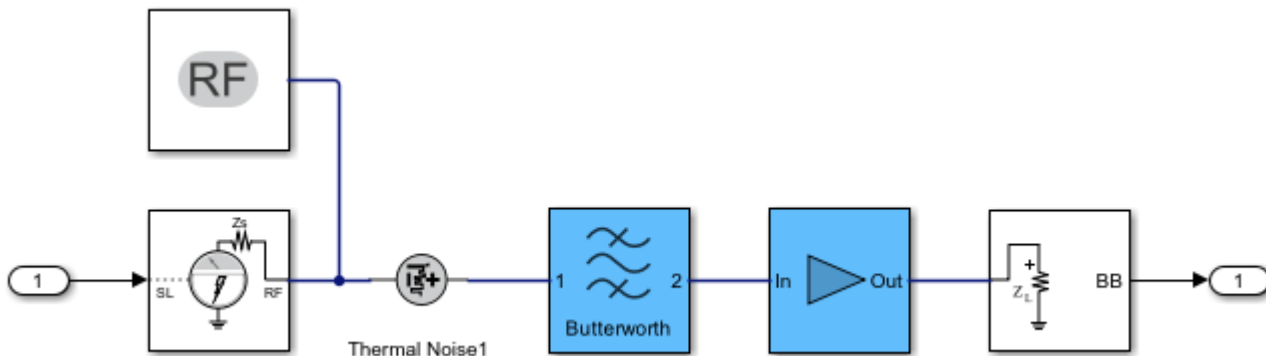 RF
1
SL
Zs
RF
Thermal Noise1
1
2
Butterworth
In
Out
+
ZL
BB
1